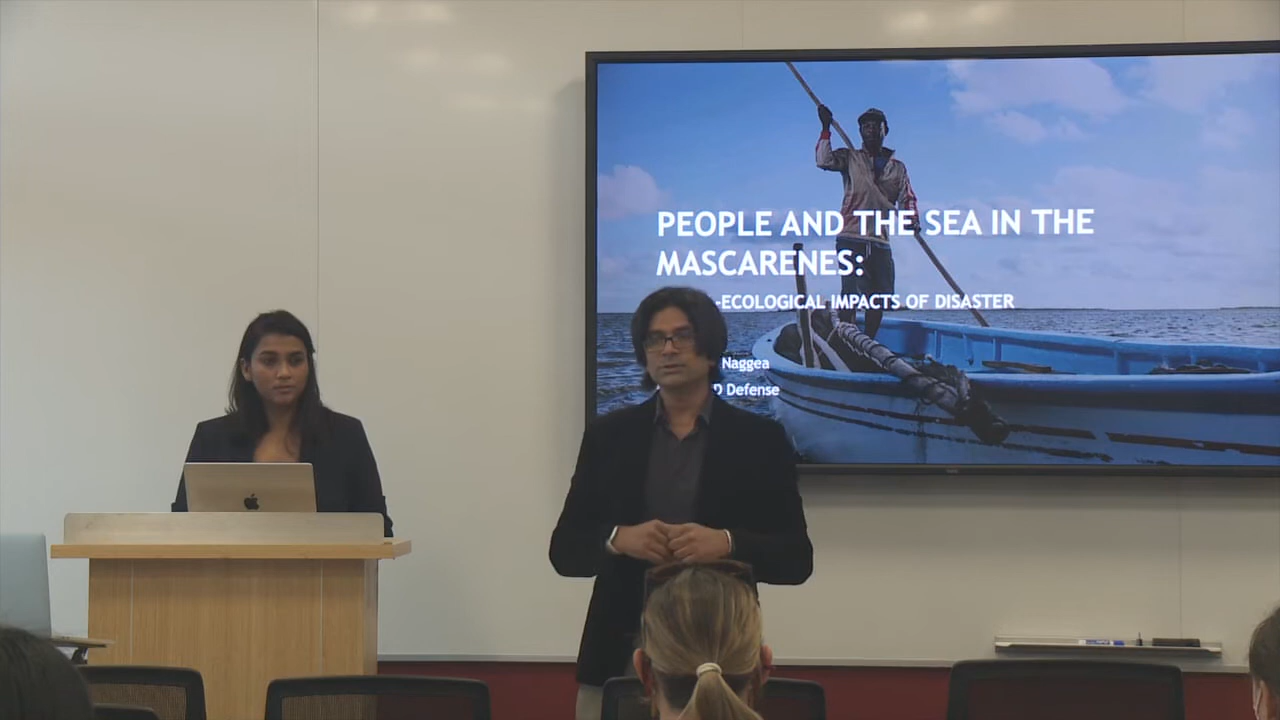 PEOPLE AND THE SEA IN THE
MASCARENES:
-ECOLOGICAL IMPACTS OF DISASTER
Naggea
D Defense